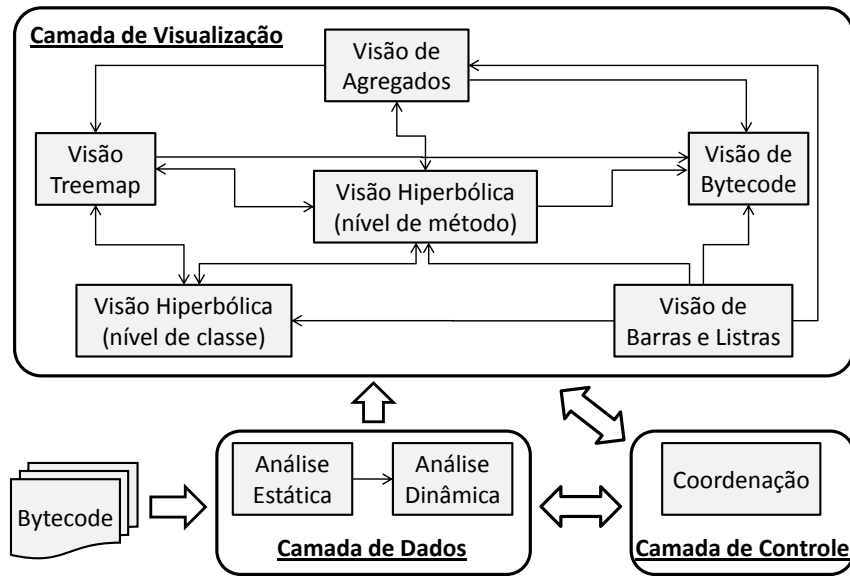 Camada de Visualização
Visão de
Agregados
Visão
Treemap
Visão de
Bytecode
Visão Hiperbólica
(nível de método)
Visão Hiperbólica
(nível de classe)
Visão de
Barras e Listras
Bytecode
Análise
Estática
Análise
Dinâmica
Camada de Dados
Coordenação
Camada de Controle